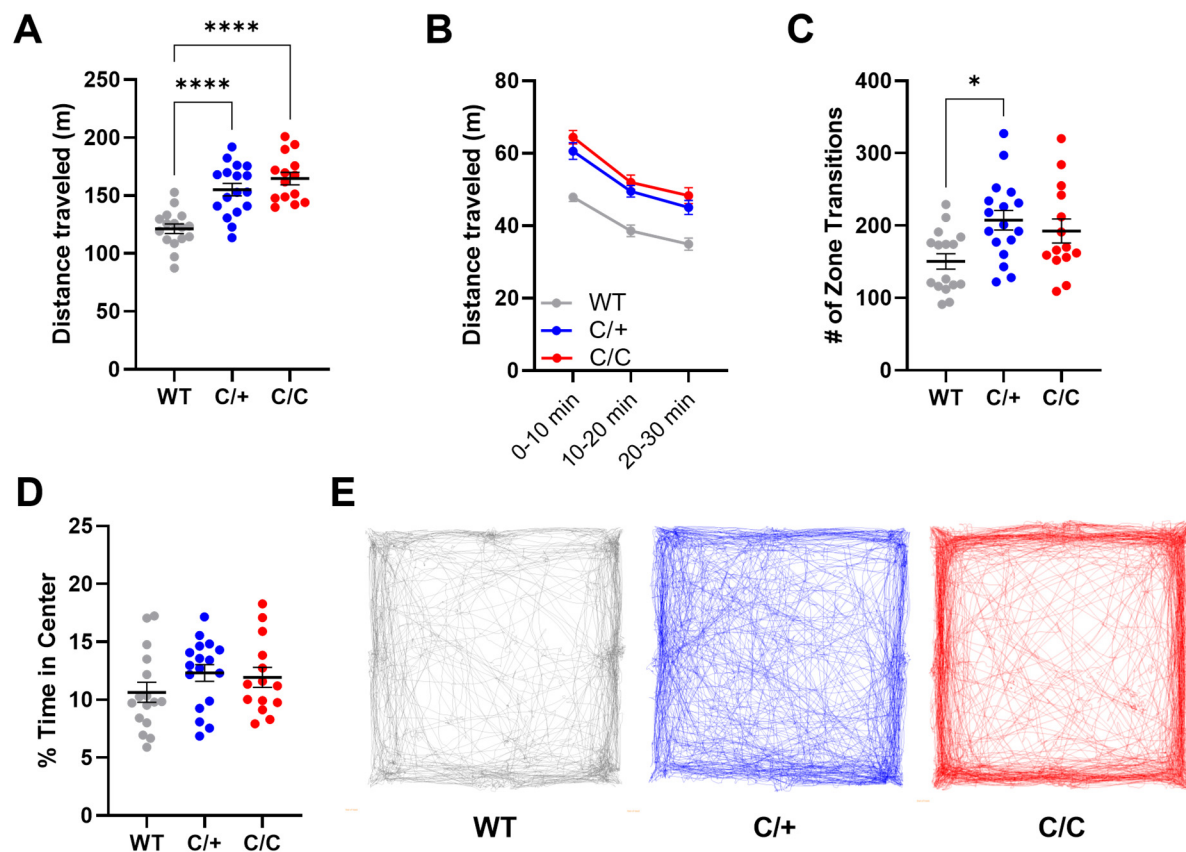 A
****
****
Distance traveled (m)
250
200
150
100
50
0
WT C/+ C/C
B
Distance traveled (m)
80
60
40
20
0
WT
C/+
C/C
0-10 min
10-20 min
20-30 min
C
*
# of Zone Transitions
400
300
200
100
0
WT C/+ C/C
D
% Time in Center
25
20
15
10
5
0
WT C/+ C/C
E
WT C/+ C/C